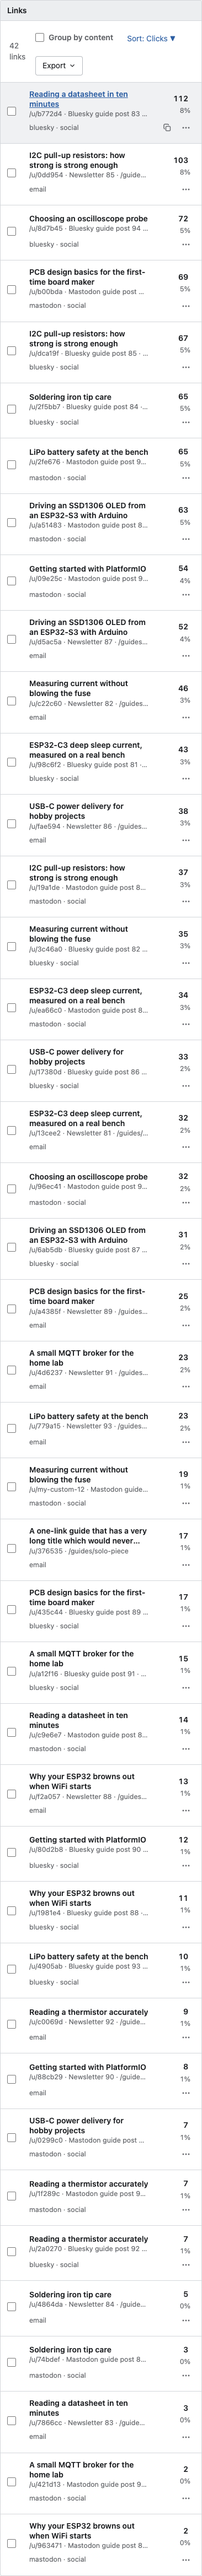 Links
42
links
Group by content
Sort: Clicks ▼
Export
Reading a datasheet in ten
minutes
112
/u/b772d4 · Bluesky guide post 83 ...
8%
bluesky · social
I2C pull-up resistors: how
strong is strong enough
103
/u/0dd954 · Newsletter 85 · /guide...
8%
email
Choosing an oscilloscope probe
72
/u/8d7b45 · Bluesky guide post 94 ...
5%
bluesky · social
PCB design basics for the first-
time board maker
69
/u/b00bda · Mastodon guide post ...
5%
mastodon · social
I2C pull-up resistors: how
strong is strong enough
67
/u/dca19f · Bluesky guide post 85 · ...
5%
bluesky · social
Soldering iron tip care
65
/u/2f5bb7 · Bluesky guide post 84 ·...
5%
bluesky · social
LiPo battery safety at the bench
65
/u/2fe676 · Mastodon guide post 9...
5%
mastodon · social
Driving an SSD1306 OLED from
an ESP32-S3 with Arduino
63
/u/a51483 · Mastodon guide post 8...
5%
mastodon · social
Getting started with PlatformIO
54
/u/09e25c · Mastodon guide post 9...
4%
mastodon · social
Driving an SSD1306 OLED from
an ESP32-S3 with Arduino
52
/u/d5ac5a · Newsletter 87 · /guides...
4%
email
Measuring current without
blowing the fuse
46
/u/c22c60 · Newsletter 82 · /guides...
3%
email
ESP32-C3 deep sleep current,
measured on a real bench
43
/u/98c6f2 · Bluesky guide post 81 ·...
3%
bluesky · social
USB-C power delivery for
hobby projects
38
/u/fae594 · Newsletter 86 · /guides...
3%
email
I2C pull-up resistors: how
strong is strong enough
37
/u/19a1de · Mastodon guide post 8...
3%
mastodon · social
Measuring current without
blowing the fuse
35
/u/3c46a0 · Bluesky guide post 82 ...
3%
bluesky · social
ESP32-C3 deep sleep current,
measured on a real bench
34
/u/ea66c0 · Mastodon guide post 8...
3%
mastodon · social
USB-C power delivery for
hobby projects
33
/u/17380d · Bluesky guide post 86 ...
2%
bluesky · social
ESP32-C3 deep sleep current,
measured on a real bench
32
/u/13cee2 · Newsletter 81 · /guides/...
2%
email
Choosing an oscilloscope probe
32
/u/96ec41 · Mastodon guide post 9...
2%
mastodon · social
Driving an SSD1306 OLED from
an ESP32-S3 with Arduino
31
/u/6ab5db · Bluesky guide post 87 ...
2%
bluesky · social
PCB design basics for the first-
time board maker
25
/u/a4385f · Newsletter 89 · /guides...
2%
email
A small MQTT broker for the
home lab
23
/u/4d6237 · Newsletter 91 · /guides...
2%
email
LiPo battery safety at the bench
23
/u/779a15 · Newsletter 93 · /guides...
2%
email
Measuring current without
blowing the fuse
19
/u/my-custom-12 · Mastodon guide...
1%
mastodon · social
A one-link guide that has a very
long title which would never...
17
/u/376535 · /guides/solo-piece
1%
email
PCB design basics for the first-
time board maker
17
/u/435c44 · Bluesky guide post 89 ...
1%
bluesky · social
A small MQTT broker for the
home lab
15
/u/a12f16 · Bluesky guide post 91 · ...
1%
bluesky · social
Reading a datasheet in ten
minutes
14
/u/c9e6e7 · Mastodon guide post 8...
1%
mastodon · social
Why your ESP32 browns out
when WiFi starts
13
/u/f2a057 · Newsletter 88 · /guides...
1%
email
Getting started with PlatformIO
12
/u/80d2b8 · Bluesky guide post 90 ...
1%
bluesky · social
Why your ESP32 browns out
when WiFi starts
11
/u/1981e4 · Bluesky guide post 88 ·...
1%
bluesky · social
LiPo battery safety at the bench
10
/u/4905ab · Bluesky guide post 93 ...
1%
bluesky · social
Reading a thermistor accurately
9
/u/c0069d · Newsletter 92 · /guide...
1%
email
Getting started with PlatformIO
8
/u/88cb29 · Newsletter 90 · /guide...
1%
email
USB-C power delivery for
hobby projects
7
/u/0299c0 · Mastodon guide post ...
1%
mastodon · social
Reading a thermistor accurately
7
/u/1f289c · Mastodon guide post 9...
1%
mastodon · social
Reading a thermistor accurately
7
/u/2a0270 · Bluesky guide post 92 ...
1%
bluesky · social
Soldering iron tip care
5
/u/4864da · Newsletter 84 · /guide...
0%
email
Soldering iron tip care
3
/u/74bdef · Mastodon guide post 8...
0%
mastodon · social
Reading a datasheet in ten
minutes
3
/u/7866cc · Newsletter 83 · /guide...
0%
email
A small MQTT broker for the
home lab
2
/u/421d13 · Mastodon guide post 9...
0%
mastodon · social
Why your ESP32 browns out
when WiFi starts
2
/u/963471 · Mastodon guide post 8...
0%
mastodon · social